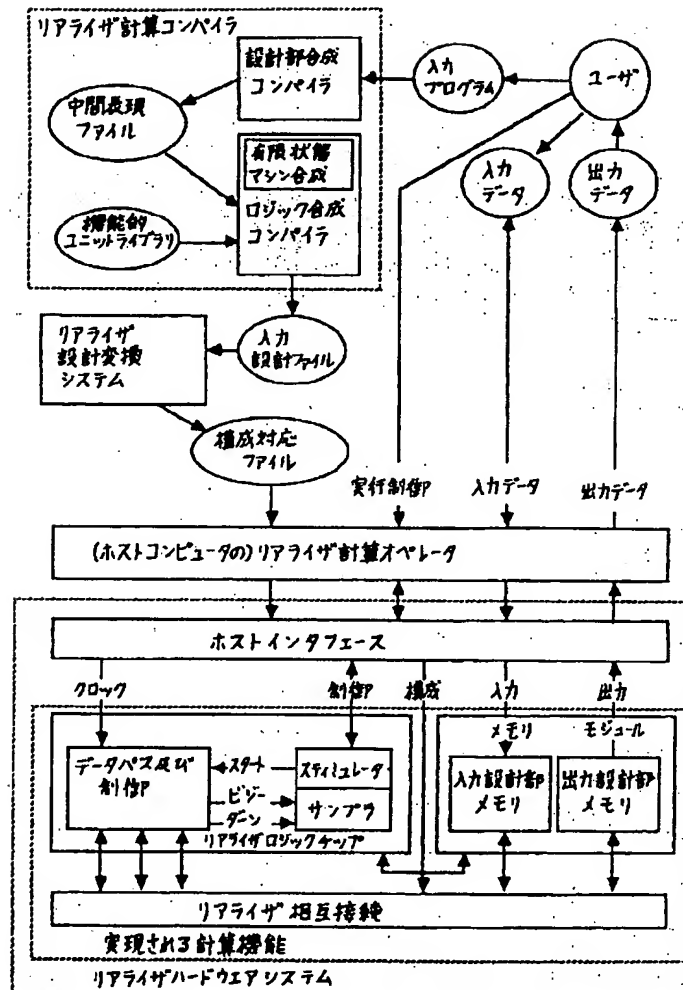 リアライザ計算コンパイラ
設計部合成
コンパイラ
入力
プログラム
ユーザ
中間表現
ファイル
有限状態
マシン合成
ロジック合成
コンパイラ
機能的
ユニットライブラリ
入力
データ
出力
データ
リアライザ
設計変換
システム
入力
設計ファイル
構成対応
ファイル
実行制御
入力データ
出力データ
(ホストコンピュータの)リアライザ計算オペレータ
ホストインタフェース
クロック
制御
構成
入力
出力
メモリ
モジュール
データパス及び
制御
スタート
スティミュレータ
ビジー
サンプラ
ダーン
リアライザロジックチップ
入力設計部
メモリ
出力設計部
メモリ
リアライザ相互接続
実現される計算機能
リアライザハードウエアシステム